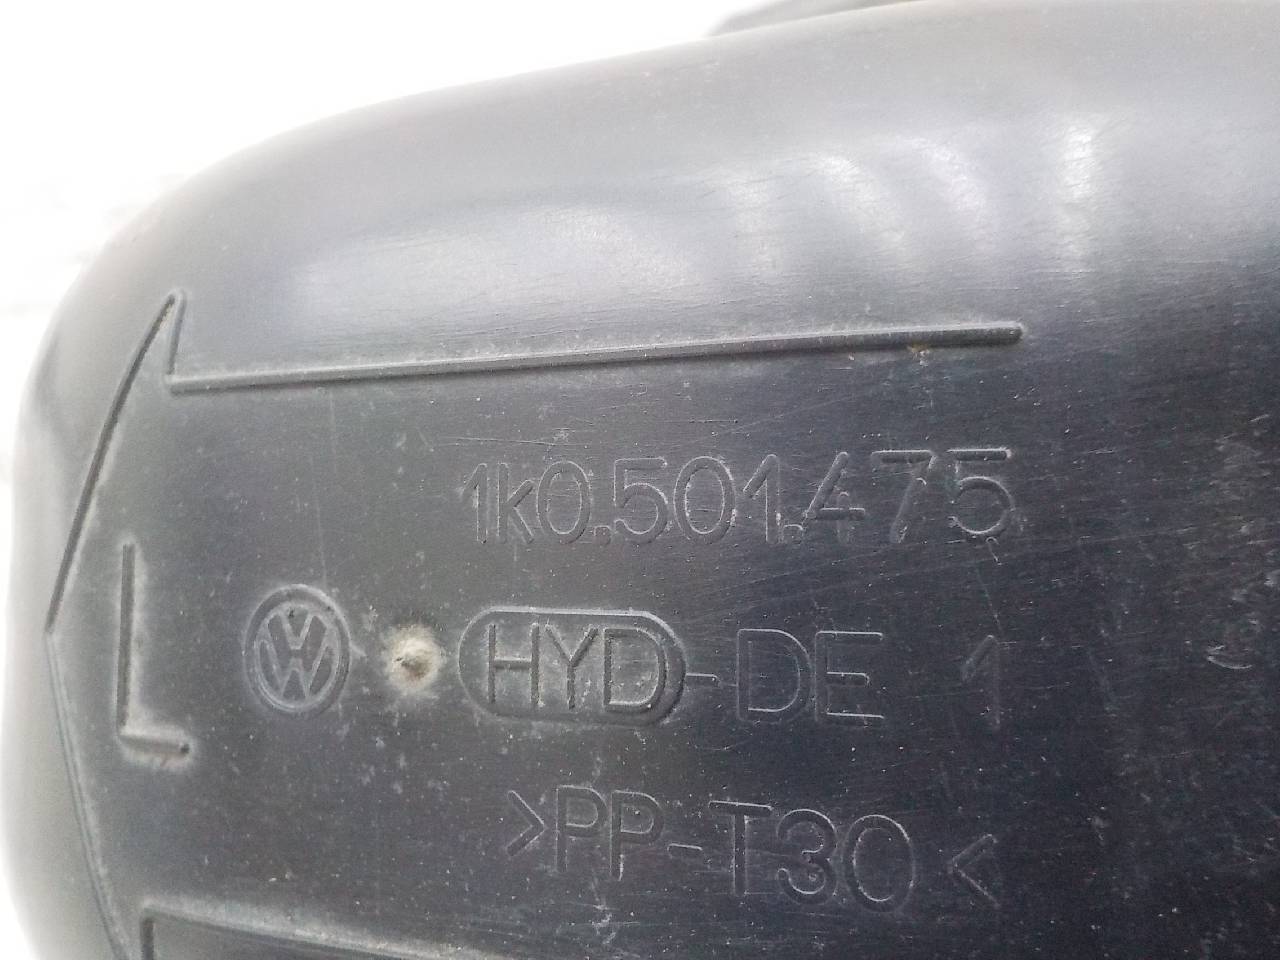 1k0.501.475
L
HYD-DE 1
>PP-T30<